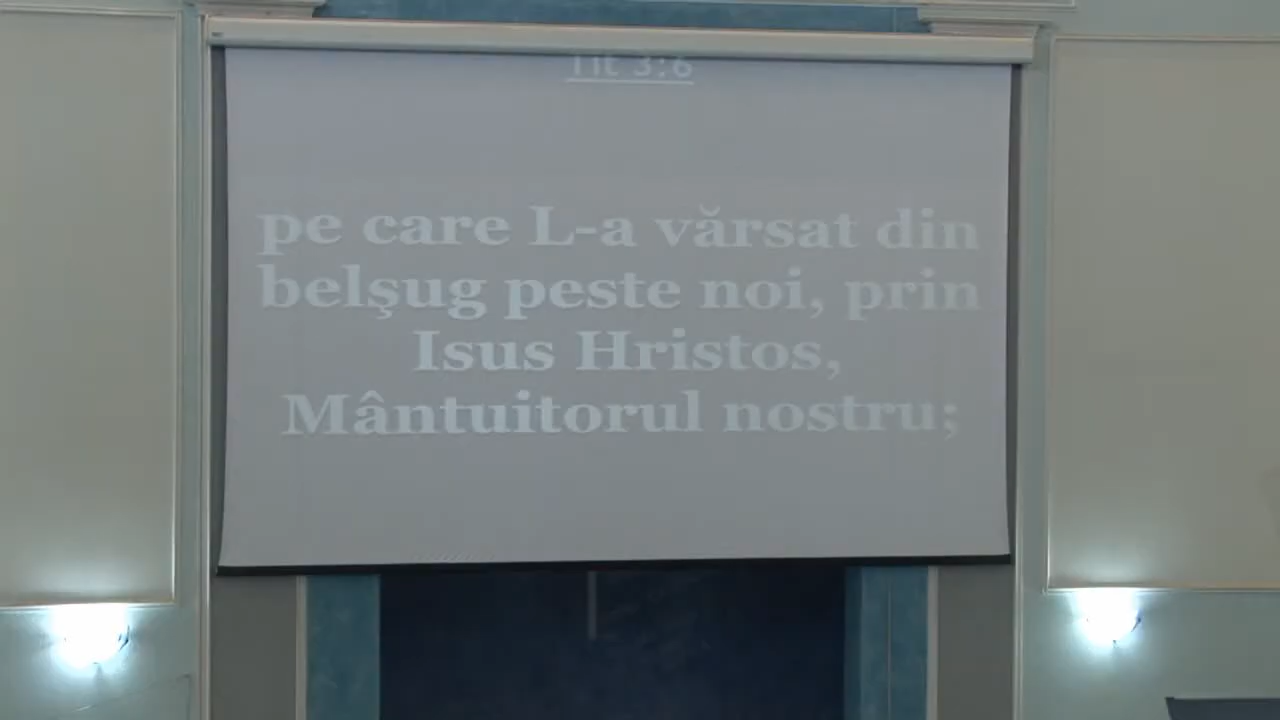 Tit 3:6
pe care L-a vărsat din
belşug peste noi, prin
Isus Hristos,
Mântuitorul nostru;